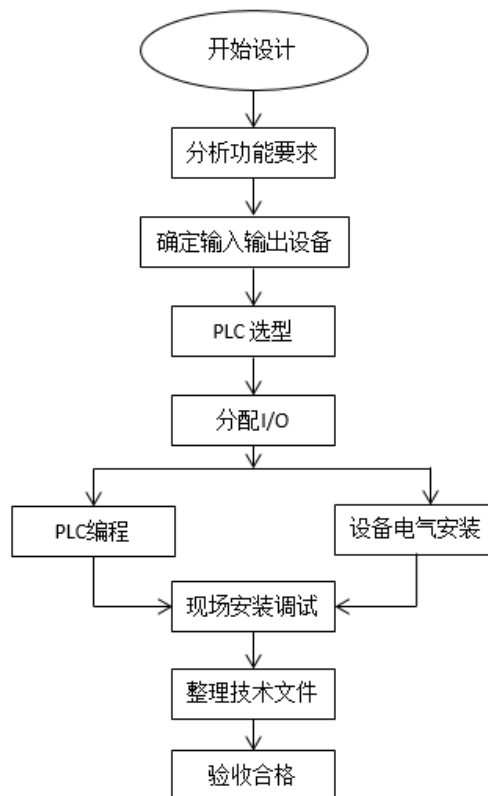 开始设计
分析功能要求
确定输入输出设备
PLC 选型
分配I/O
PLC编程
设备电气安装
现场安装调试
整理技术文件
验收合格